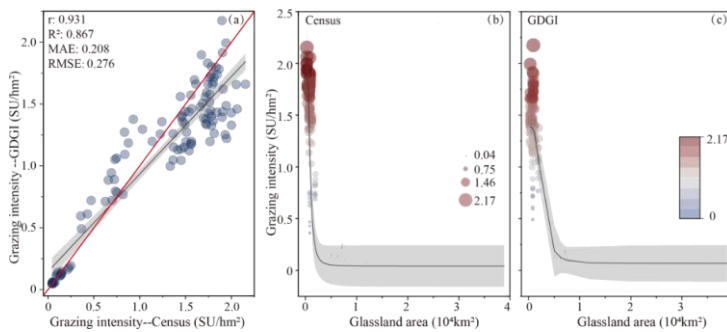 (a)
r: 0.931
R²: 0.867
MAE: 0.208
RMSE: 0.276
Grazing intensity
--GDGI (SU/hm²)
2.0
1.5
1.0
0.5
0
0 0.5 1.0 1.5 2.0
Grazing intensity--Census (SU/hm²)
Census (b)
Grazing intensity (SU/hm²)
2.5
2.0
1.5
1.0
0.5
0
0.04
0.75
1.46
2.17
0 1 2 3 4
Glassland area (10⁴km²)
GDGI (c)
2.17
0
0 1 2 3 4
Glassland area (10⁴km²)